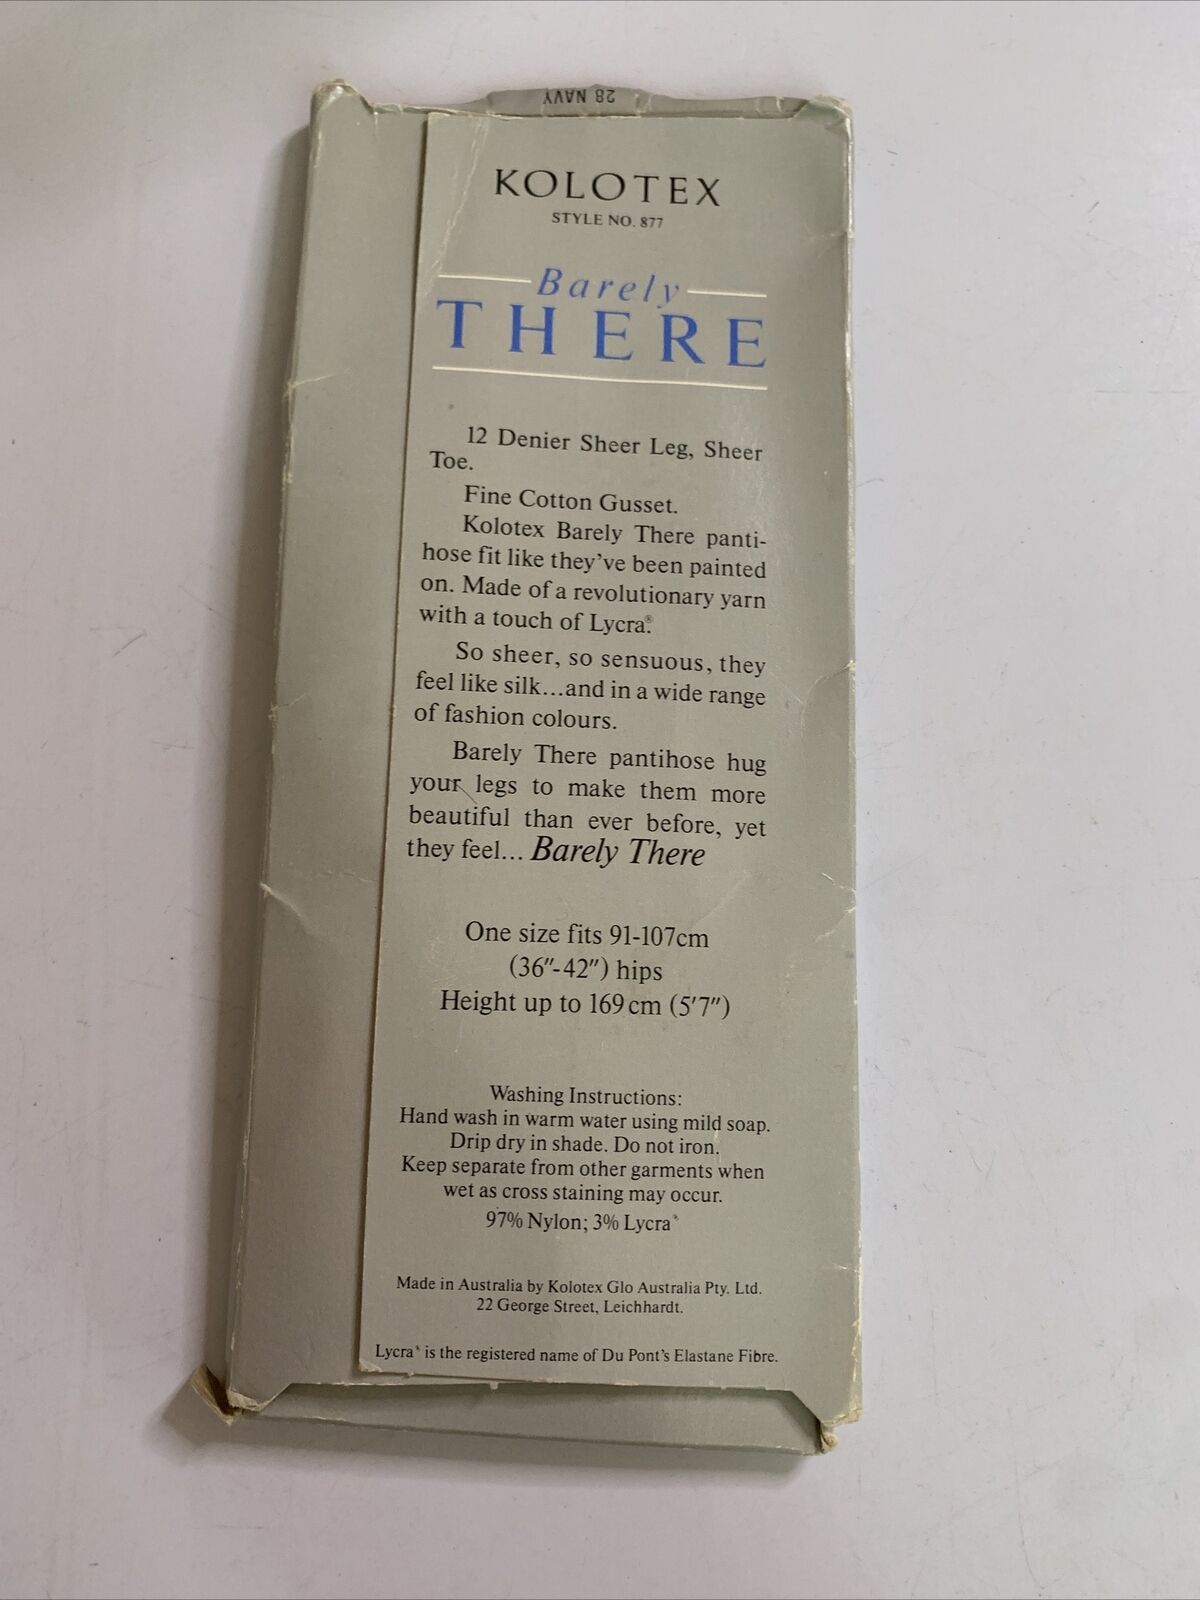 28 NAVY
KOLOTEX
STYLE NO. 877
Barely
THERE
12 Denier Sheer Leg, Sheer
Toe.
Fine Cotton Gusset.
Kolotex Barely There panti-
hose fit like they've been painted
on. Made of a revolutionary yarn
with a touch of Lycra®.
So sheer, so sensuous, they
feel like silk...and in a wide range
of fashion colours.
Barely There pantihose hug
your legs to make them more
beautiful than ever before, yet
they feel... Barely There
One size fits 91-107cm
(36"-42") hips
Height up to 169cm (5'7")
Washing Instructions:
Hand wash in warm water using mild soap.
Drip dry in shade. Do not iron.
Keep separate from other garments when
wet as cross staining may occur.
97% Nylon; 3% Lycra®
Made in Australia by Kolotex Glo Australia Pty. Ltd.
22 George Street, Leichhardt.
Lycra® is the registered name of Du Pont's Elastane Fibre.